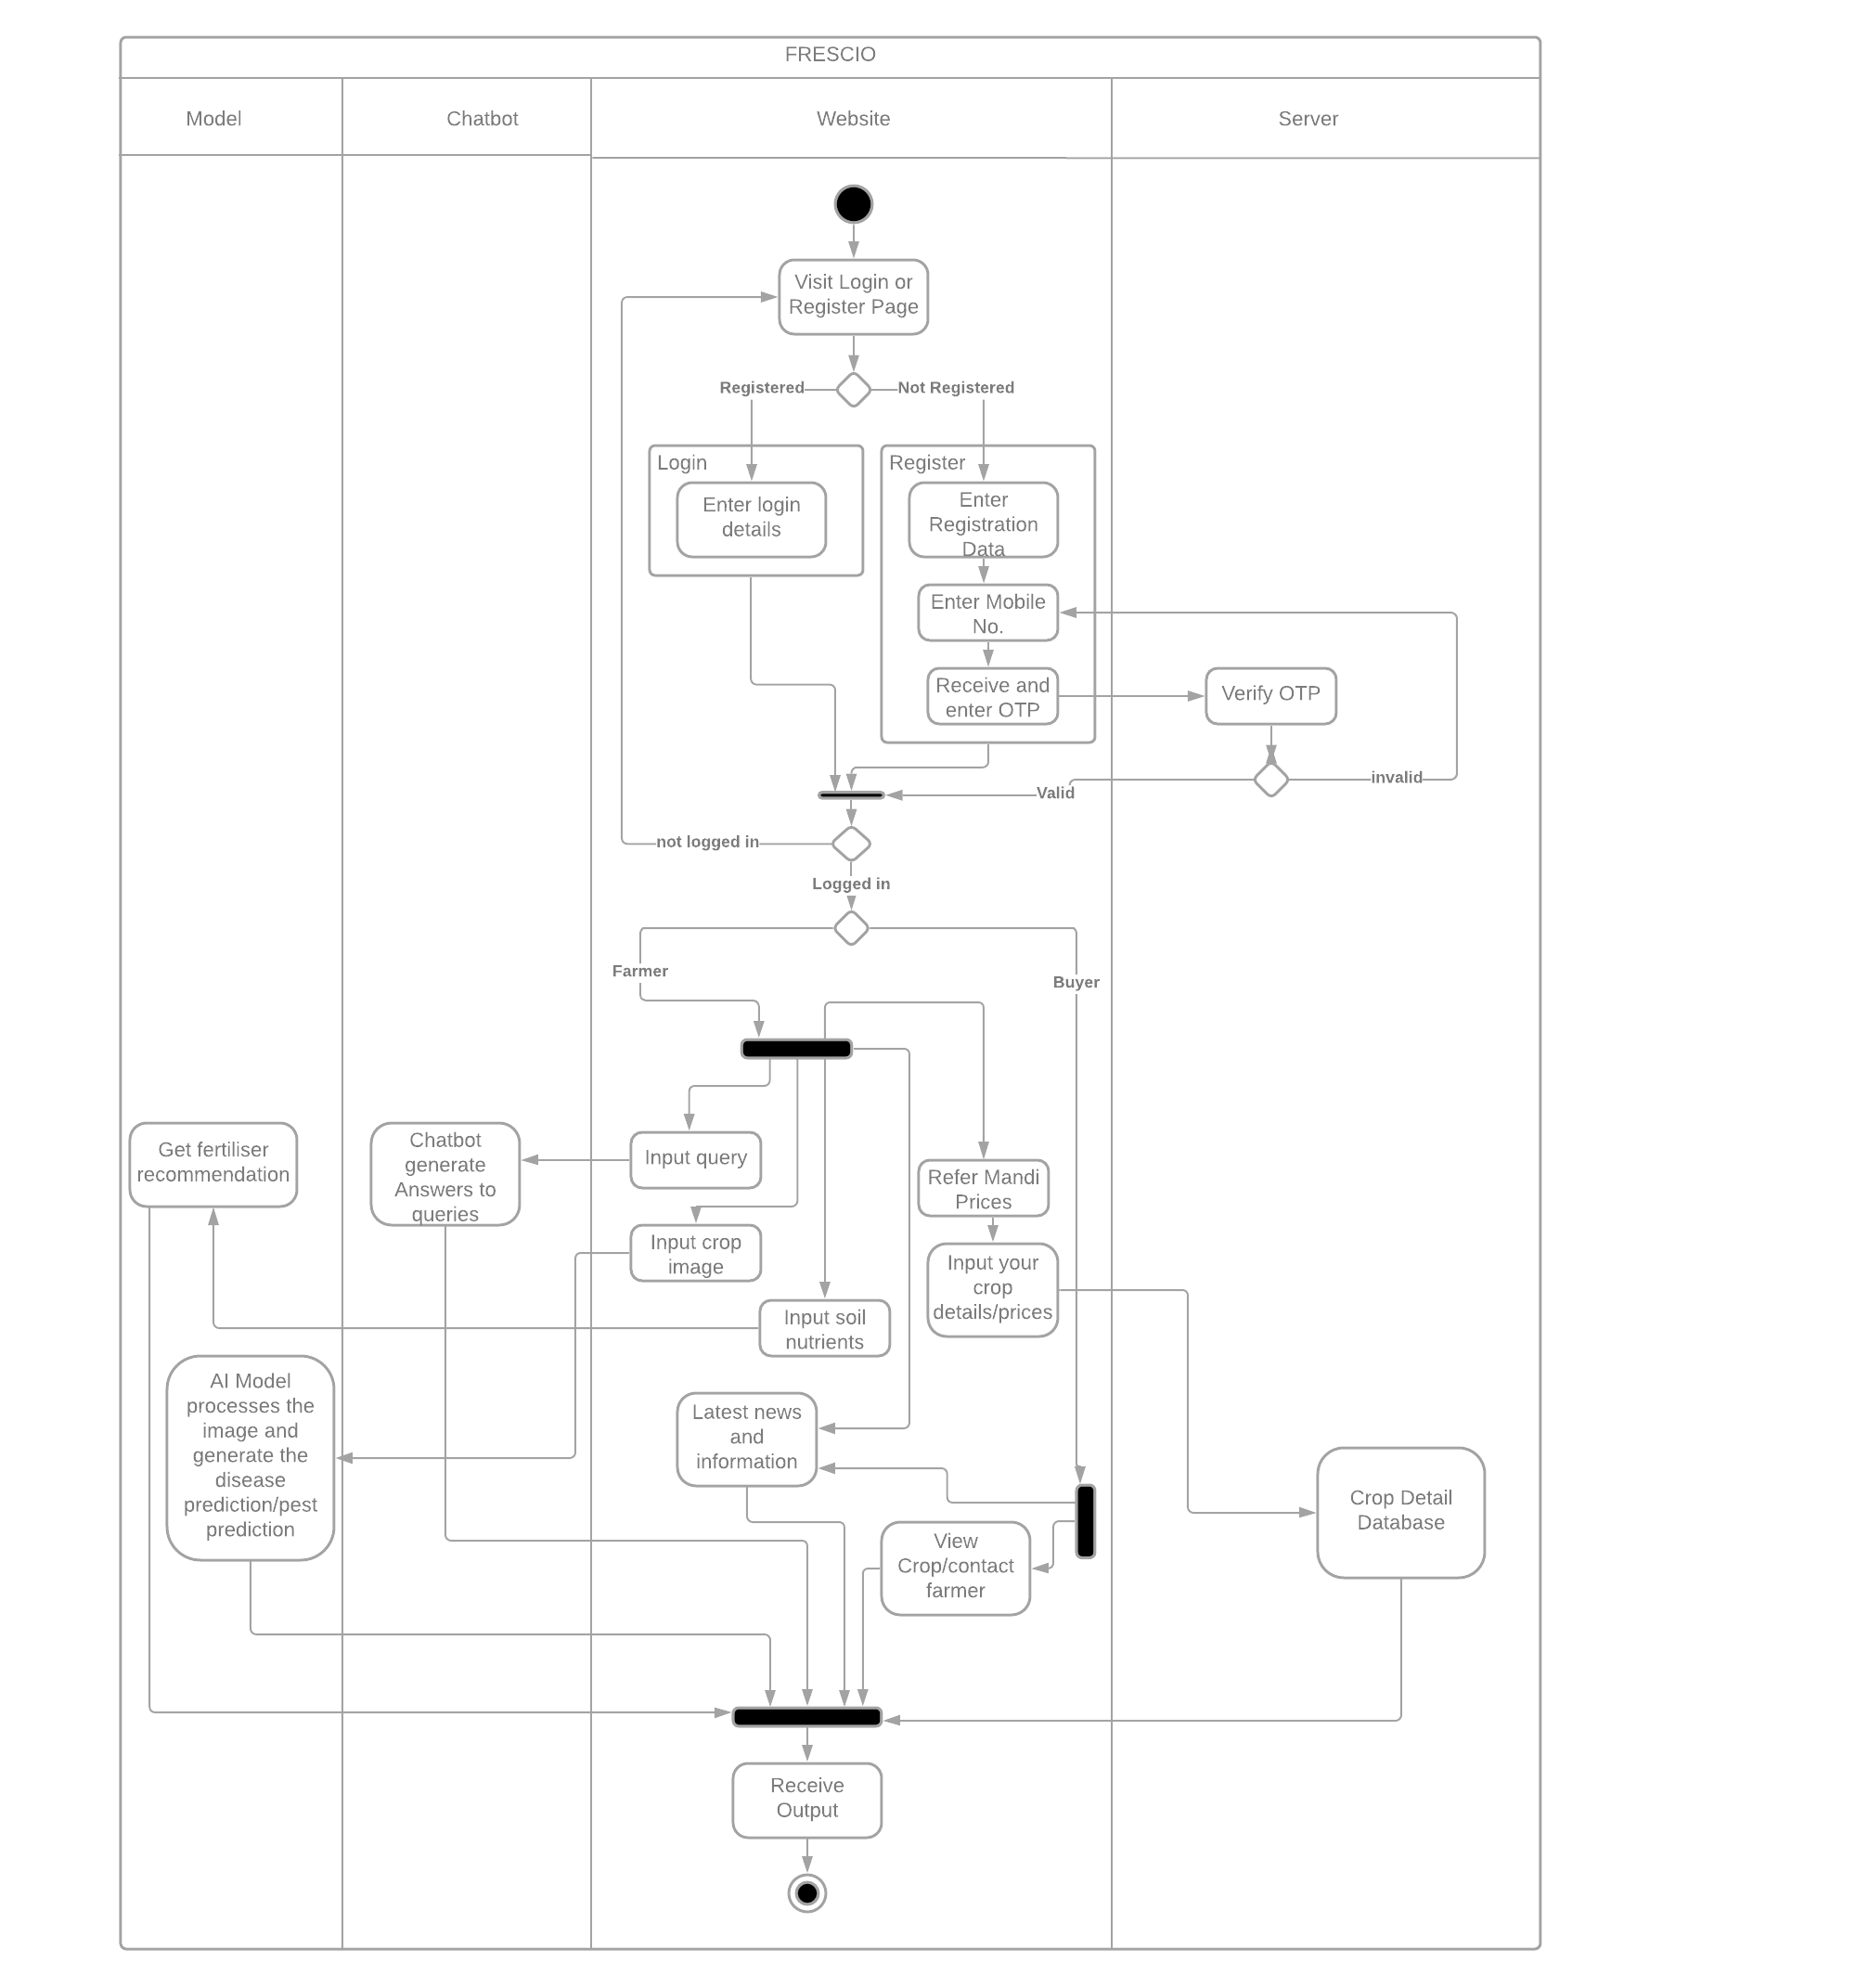 FRESCIO
Model
Chatbot
Website
Server
Visit Login or
Register Page
Registered
Not Registered
Login
Enter login
details
Register
Enter
Registration
Data
Enter Mobile
No.
Receive and
enter OTP
Verify OTP
invalid
Valid
not logged in
Logged in
Farmer
Buyer
Get fertiliser
recommendation
Chatbot
generate
Answers to
queries
Input query
Refer Mandi
Prices
Input crop
image
Input your
crop
details/prices
Input soil
nutrients
AI Model
processes the
image and
generate the
disease
prediction/pest
prediction
Latest news
and
information
View
Crop/contact
farmer
Crop Detail
Database
Receive
Output